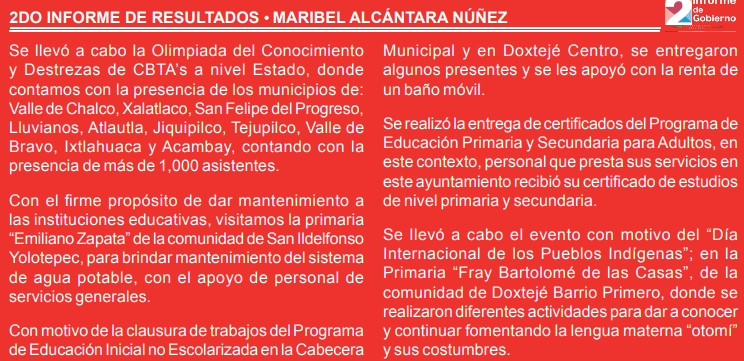 2DO INFORME DE RESULTADOS • MARIBEL ALCÁNTARA NÚÑEZ
2
Informe
de
Gobierno
Se llevó a cabo la Olimpiada del Conocimiento
y Destrezas de CBTA’s a nivel Estado, donde
contamos con la presencia de los municipios de:
Valle de Chalco, Xalatlaco, San Felipe del Progreso,
Lluvianos, Atlautla, Jiquipilco, Tejupilco, Valle de
Bravo, Ixtlahuaca y Acambay, contando con la
presencia de más de 1,000 asistentes.
Con el firme propósito de dar mantenimiento a
las instituciones educativas, visitamos la primaria
“Emiliano Zapata” de la comunidad de San Ildefonso
Yolotepec, para brindar mantenimiento del sistema
de agua potable, con el apoyo de personal de
servicios generales.
Con motivo de la clausura de trabajos del Programa
de Educación Inicial no Escolarizada en la Cabecera
Municipal y en Doxtejé Centro, se entregaron
algunos presentes y se les apoyó con la renta de
un baño móvil.
Se realizó la entrega de certificados del Programa de
Educación Primaria y Secundaria para Adultos, en
este contexto, personal que presta sus servicios en
este ayuntamiento recibió su certificado de estudios
de nivel primaria y secundaria.
Se llevó a cabo el evento con motivo del “Día
Internacional de los Pueblos Indígenas”; en la
Primaria “Fray Bartolomé de las Casas”, de la
comunidad de Doxtejé Barrio Primero, donde se
realizaron diferentes actividades para dar a conocer
y continuar fomentando la lengua materna “otomí”
y sus costumbres.